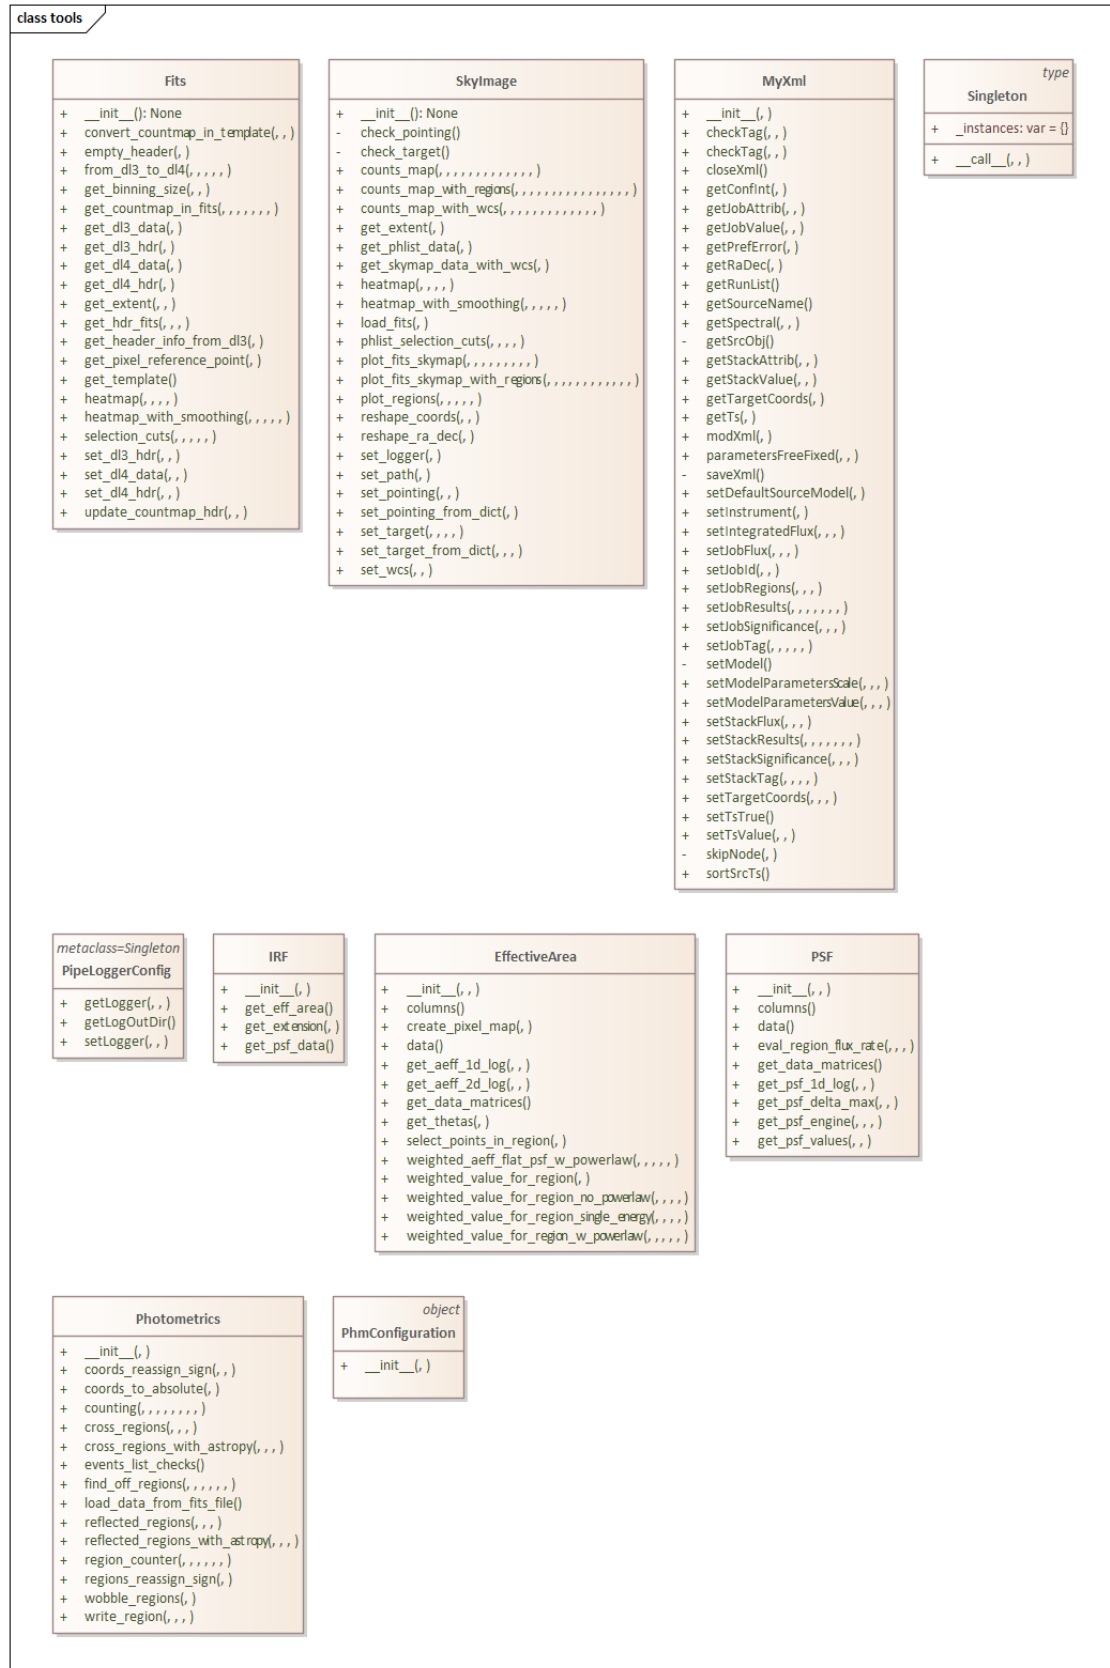 class tools
Fits
+ __init__(): None
+ convert_countmap_in_template(, , )
+ empty_header(, )
+ from_dl3_to_dl4(, , , , , )
+ get_binning_size(, , )
+ get_countmap_in_fits(, , , , , , , )
+ get_dl3_data(, )
+ get_dl3_hdr(, )
+ get_dl4_data(, )
+ get_dl4_hdr(, )
+ get_extent(, , )
+ get_hdr_fits(, , , )
+ get_header_info_from_dl3(, )
+ get_pixel_reference_point(, )
+ get_template()
+ heatmap(, , , , )
+ heatmap_with_smoothing(, , , , , )
+ selection_cuts(, , , , , )
+ set_dl3_hdr(, , )
+ set_dl4_data(, , )
+ set_dl4_hdr(, , )
+ update_countmap_hdr(, , )
SkyImage
+ __init__(): None
- check_pointing()
- check_target()
+ counts_map(, , , , , , , , , , , , , )
+ counts_map_with_regions(, , , , , , , , , , , , , , , , )
+ counts_map_with_wcs(, , , , , , , , , , , , , )
+ get_extent(, )
+ get_phlist_data(, )
+ get_skymap_data_with_wcs(, )
+ heatmap(, , , , )
+ heatmap_with_smoothing(, , , , , )
+ load_fits(, )
+ phlist_selection_cuts(, , , , )
+ plot_fits_skymap(, , , , , , , , , )
+ plot_fits_skymap_with_regions(, , , , , , , , , , , , )
+ plot_regions(, , , , , )
+ reshape_coords(, , )
+ reshape_ra_dec(, )
+ set_logger(, )
+ set_path(, )
+ set_pointing(, , )
+ set_pointing_from_dict(, )
+ set_target(, , , , )
+ set_target_from_dict(, , , )
+ set_wcs(, , )
MyXml
+ __init__(, )
+ checkTag(, , )
+ checkTag(, , )
+ closeXml()
+ getConfInt(, )
+ getJobAttrib(, , )
+ getJobValue(, , )
+ getPrefError(, )
+ getRaDec(, )
+ getRunList()
+ getSourceName()
+ getSpectral(, , )
- getSrcObj()
+ getStackAttrib(, , )
+ getStackValue(, , )
+ getTargetCoords(, )
+ getTs(, )
+ modXml(, )
+ parametersFreeFixed(, , )
- saveXml()
+ setDefaultSourceModel(, )
+ setInstrument(, )
+ setIntegratedFlux(, , , )
+ setJobFlux(, , , )
+ setJobId(, , )
+ setJobRegions(, , , )
+ setJobResults(, , , , , , , )
+ setJobSignificance(, , , )
+ setJobTag(, , , , , )
- setModel()
+ setModelParametersScale(, , , )
+ setModelParametersValue(, , , )
+ setStackFlux(, , , )
+ setStackResults(, , , , , , , )
+ setStackSignificance(, , , )
+ setStackTag(, , , , )
+ setTargetCoords(, , , )
+ setTsTrue()
+ setTsValue(, , )
- skipNode(, )
+ sortSrcTs()
type
Singleton
+ _instances: var = {}
+ __call__(, , )
metaclass=Singleton
PipeLoggerConfig
+ getLogger(, , )
+ getLogOutDir()
+ setLogger(, , )
IRF
+ __init__(, )
+ get_eff_area()
+ get_extension(, )
+ get_psf_data()
EffectiveArea
+ __init__(, , )
+ columns()
+ create_pixel_map(, )
+ data()
+ get_aeff_1d_log(, , )
+ get_aeff_2d_log(, , )
+ get_data_matrices()
+ get_thetas(, )
+ select_points_in_region(, )
+ weighted_aeff_flat_psf_w_powerlaw(, , , , , )
+ weighted_value_for_region(, )
+ weighted_value_for_region_no_powerlaw(, , , , )
+ weighted_value_for_region_single_energy(, , , , )
+ weighted_value_for_region_w_powerlaw(, , , , , )
PSF
+ __init__(, , )
+ columns()
+ data()
+ eval_region_flux_rate(, , , )
+ get_data_matrices()
+ get_psf_1d_log(, , )
+ get_psf_delta_max(, , )
+ get_psf_engine(, , , )
+ get_psf_values(, , )
Photometrics
+ __init__(, )
+ coords_reassign_sign(, , )
+ coords_to_absolute(, )
+ counting(, , , , , , , , )
+ cross_regions(, , , )
+ cross_regions_with_astropy(, , , )
+ events_list_checks()
+ find_off_regions(, , , , , , )
+ load_data_from_fits_file()
+ reflected_regions(, , , )
+ reflected_regions_with_astropy(, , , )
+ region_counter(, , , , , , )
+ regions_reassign_sign(, )
+ wobble_regions(, )
+ write_region(, , , )
object
PhmConfiguration
+ __init__(, )